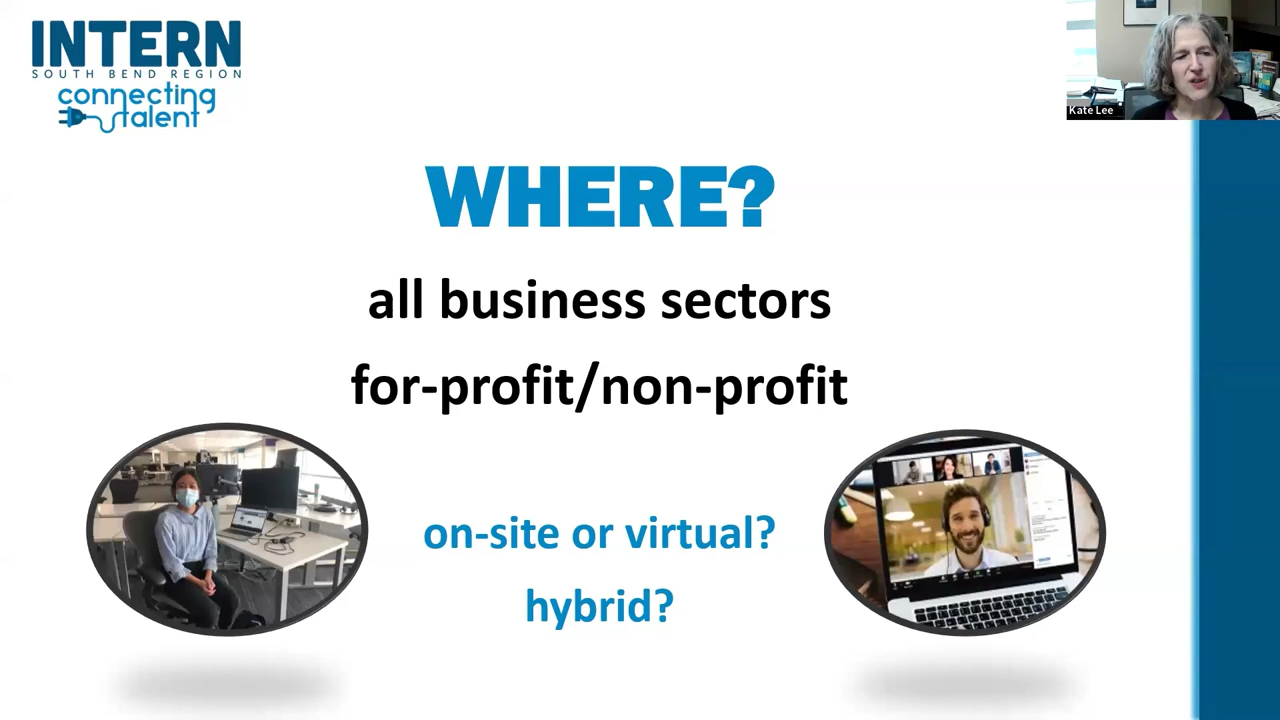 INTERN
SOUTH BEND REGION
connecting
talent
Kate Lee
WHERE?
all business sectors
for-profit/non-profit
on-site or virtual?
hybrid?